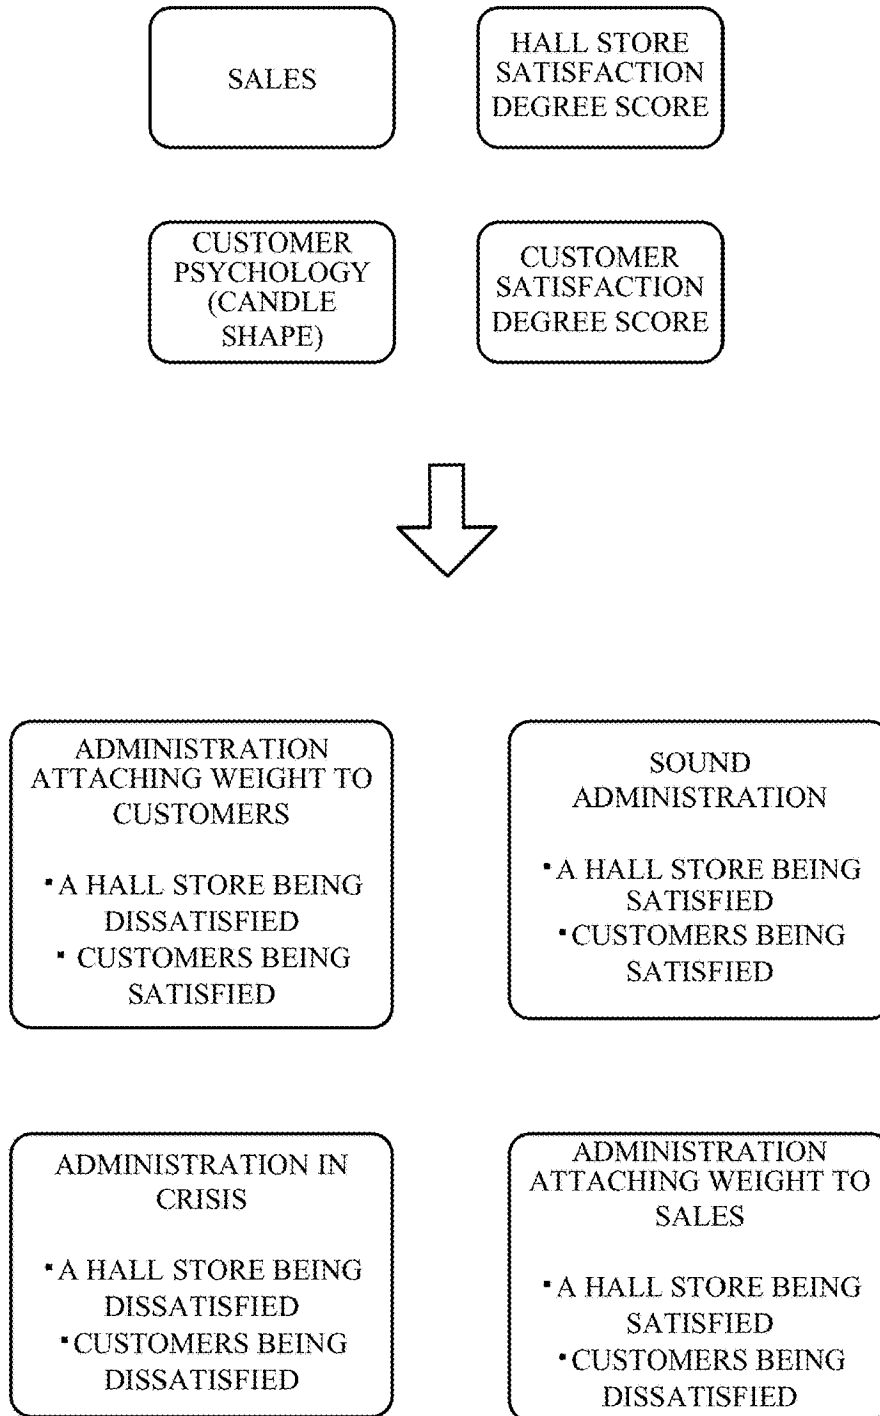 SALES
HALL STORE
SATISFACTION
DEGREE SCORE
CUSTOMER
PSYCHOLOGY
(CANDLE
SHAPE)
CUSTOMER
SATISFACTION
DEGREE SCORE
ADMINISTRATION
ATTACHING WEIGHT TO
CUSTOMERS
▪A HALL STORE BEING
DISSATISFIED
▪ CUSTOMERS BEING
SATISFIED
SOUND
ADMINISTRATION
▪A HALL STORE BEING
SATISFIED
▪CUSTOMERS BEING
SATISFIED
ADMINISTRATION IN
CRISIS
▪A HALL STORE BEING
DISSATISFIED
▪CUSTOMERS BEING
DISSATISFIED
ADMINISTRATION
ATTACHING WEIGHT TO
SALES
▪A HALL STORE BEING
SATISFIED
▪CUSTOMERS BEING
DISSATISFIED